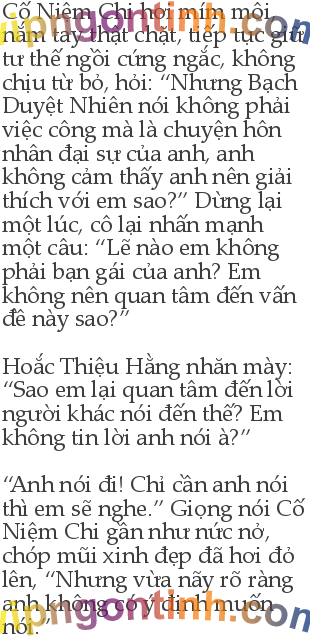 Cố Niệm Chi hơi mím môi,
nắm tay thật chặt, tiếp tục giữ
tư thế ngồi cứng ngắc, không
chịu từ bỏ, hỏi: “Nhưng Bạch
Duyệt Nhiên nói không phải
việc công mà là chuyện hôn
nhân đại sự của anh, anh
không cảm thấy anh nên giải
thích với em sao?” Dừng lại
một lúc, cô lại nhấn mạnh
một câu: “Lẽ nào em không
phải bạn gái của anh? Em
không nên quan tâm đến vấn
đề này sao?”

Hoắc Thiệu Hằng nhăn mày:
“Sao em lại quan tâm đến lời
người khác nói đến thế? Em
không tin lời anh nói à?”

“Anh nói đi! Chỉ cần anh nói
thì em sẽ nghe.” Giọng nói Cố
Niệm Chi gần như nức nở,
chóp mũi xinh đẹp đã hơi đỏ
lên, “Nhưng vừa nãy rõ ràng
anh không có ý định muốn
nói.”
vipngontinh.com
vipngontinh.com